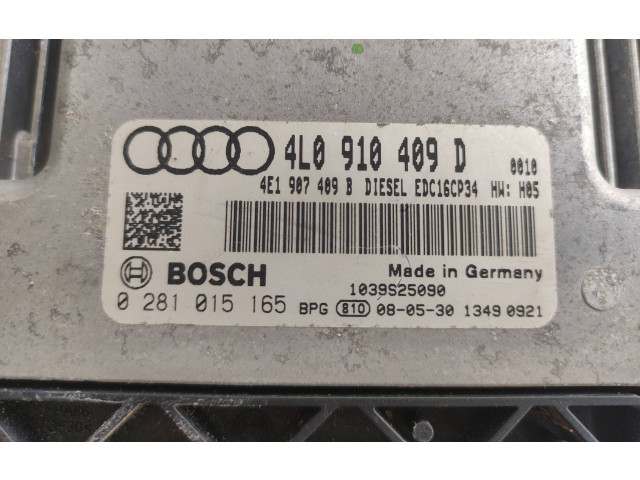 4L0 910 409 D 0010
4E1 907 409 B DIESEL EDC16CP34 HW: H05
BOSCH Made in Germany
1039S25090
0 281 015 165 BPG 810 08-05-30 1349 0921